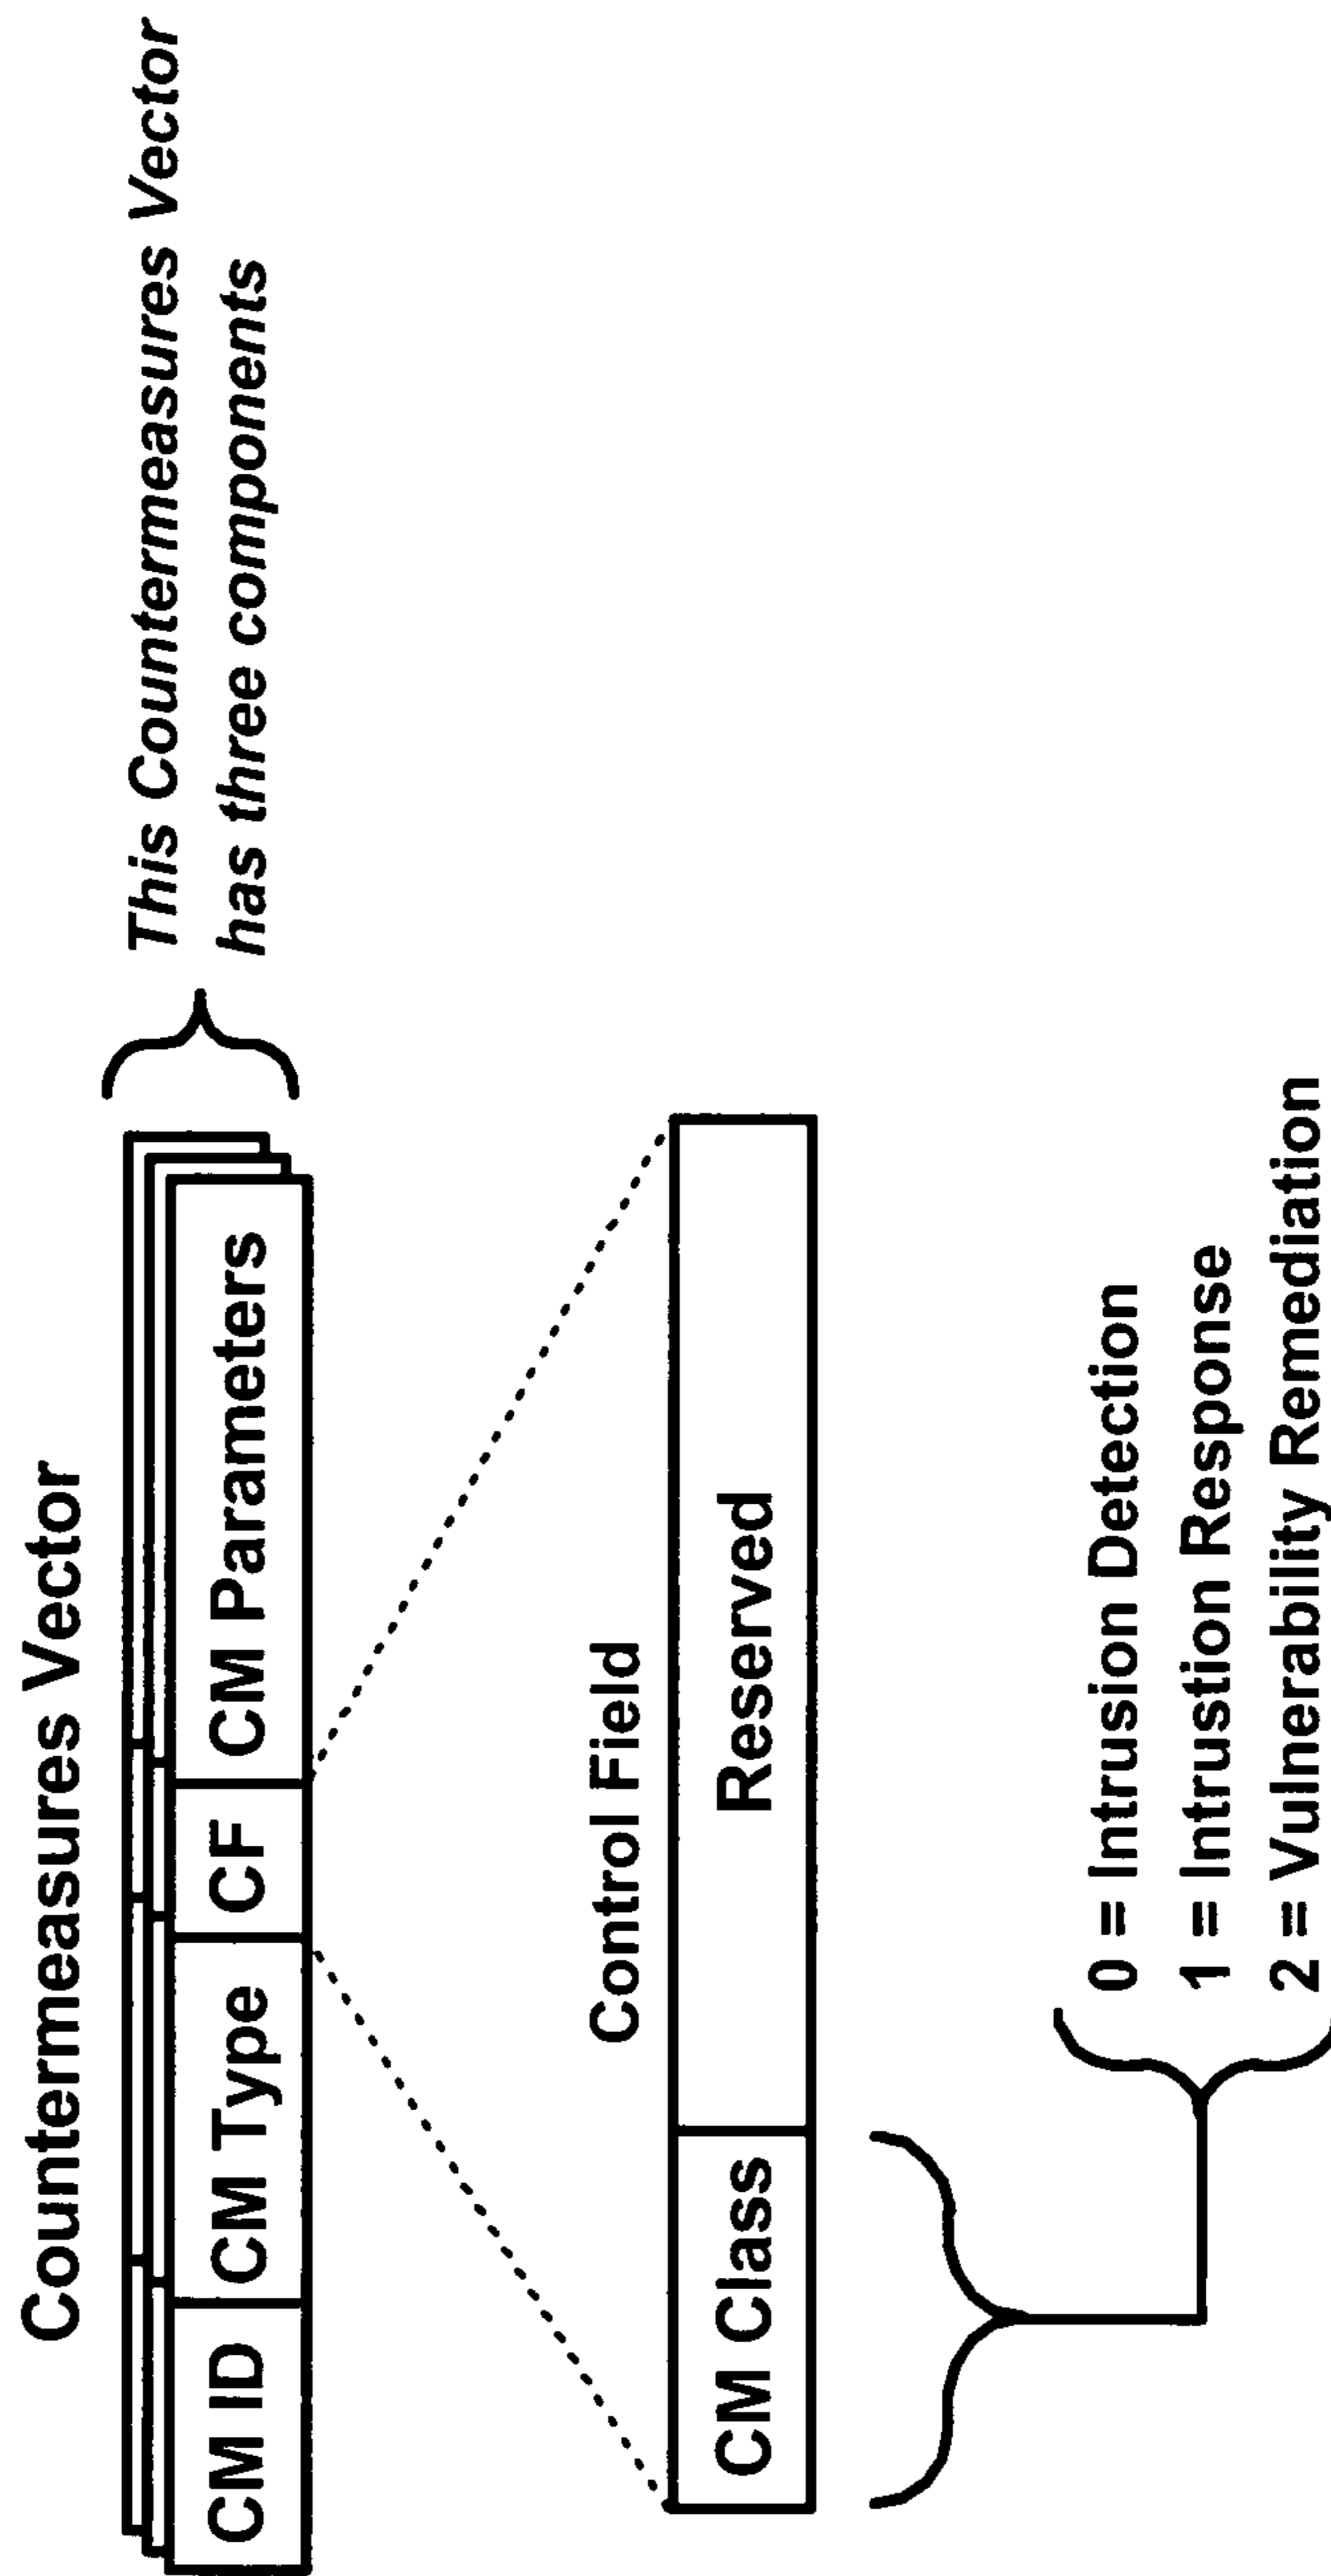 Countermeasures Vector
CM ID
CM Type
CF
CM Parameters
This Countermeasures Vector
has three components
Control Field
CM Class
Reserved
0 = Intrusion Detection
1 = Intrustion Response
2 = Vulnerability Remediation